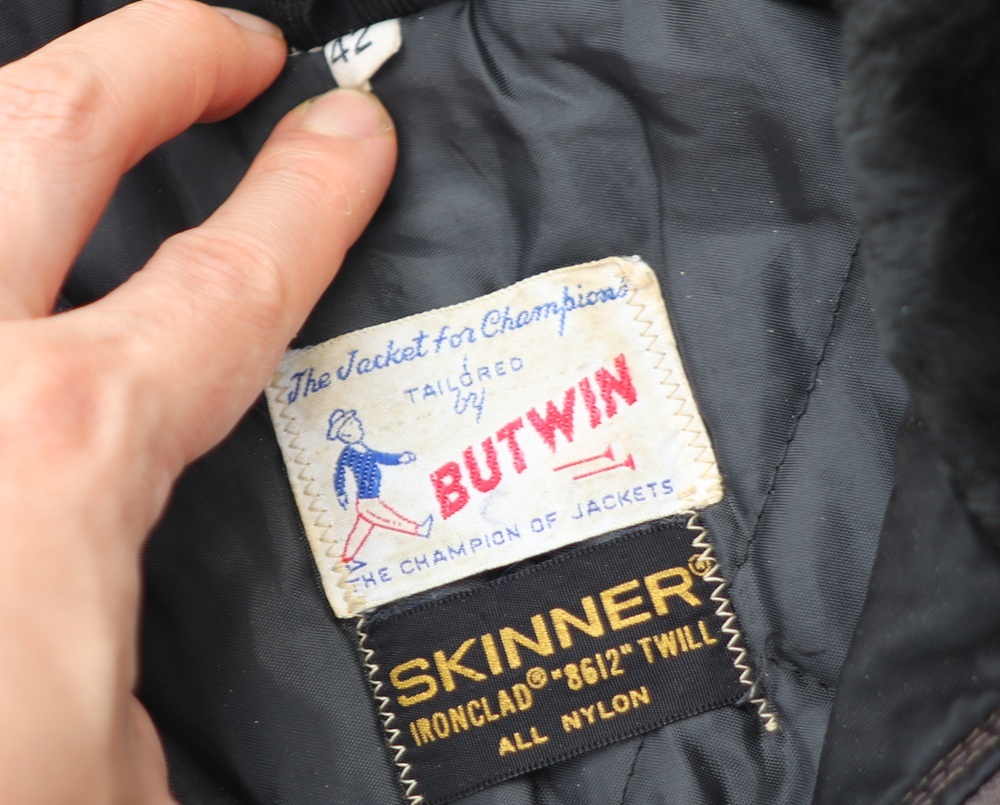 42
The Jacket for Champions
TAILORED
by
BUTWIN
THE CHAMPION OF JACKETS
SKINNER®
IRONCLAD® "8612" TWILL
ALL NYLON